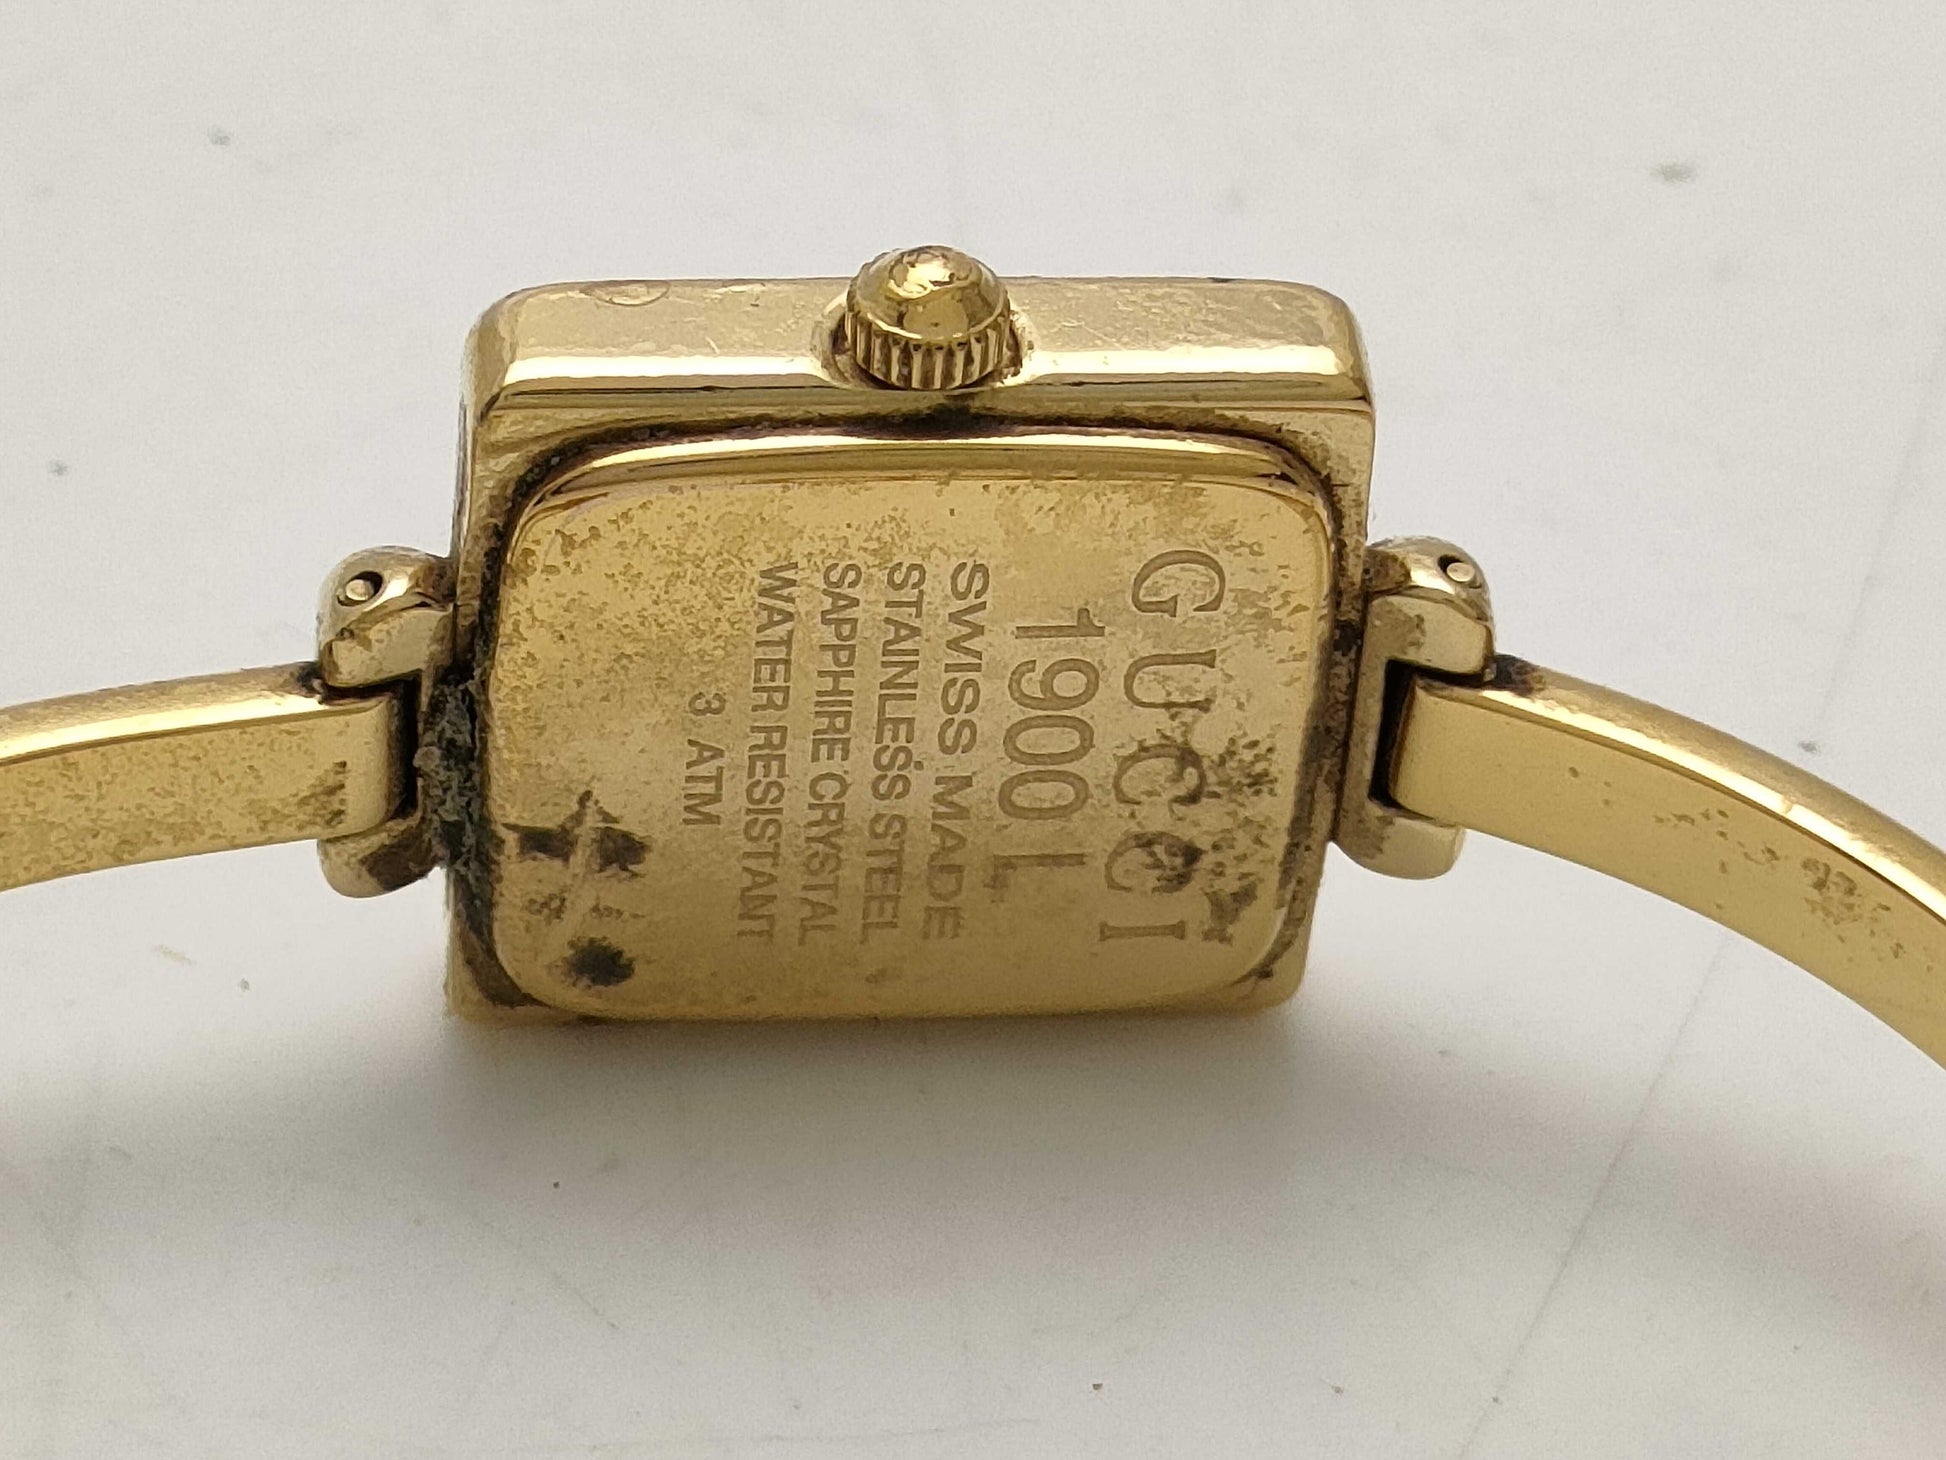 GUCCI
1900 L
SWISS MADE
STAINLESS STEEL
SAPPHIRE CRYSTAL
WATER RESISTANT
3 ATM